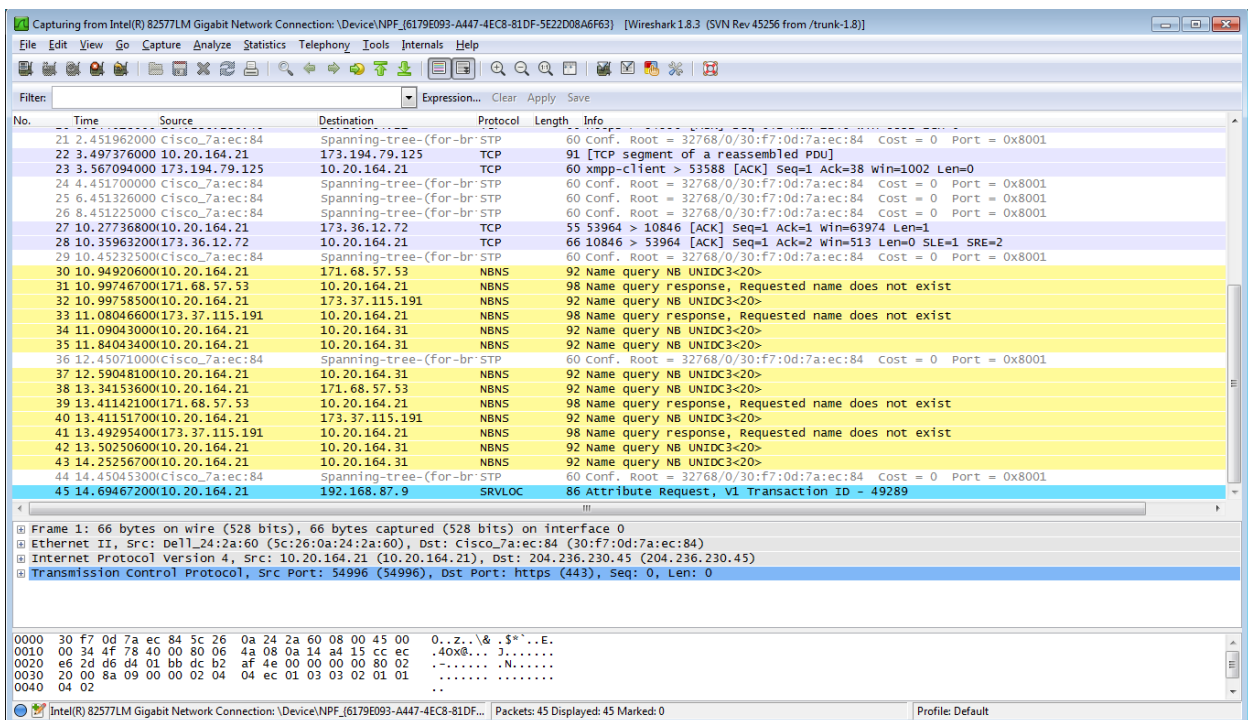 Capturing from Intel(R) 82577LM Gigabit Network Connection: \Device\NPF_{6179E093-A447-4EC8-81DF-5E22D08A6F63} [Wireshark 1.8.3 (SVN Rev 45256 from /trunk-1.8)]
File Edit View Go Capture Analyze Statistics Telephony Tools Internals Help
Filter: Expression... Clear Apply Save
No. Time Source Destination Protocol Length Info
21 2.451962000 Cisco_7a:ec:84 Spanning-tree-(for-br STP 60 Conf. Root = 32768/0/30:f7:0d:7a:ec:84 Cost = 0 Port = 0x8001
22 3.497376000 10.20.164.21 173.194.79.125 TCP 91 [TCP segment of a reassembled PDU]
23 3.567094000 173.194.79.125 10.20.164.21 TCP 60 xmpp-client > 53588 [ACK] Seq=1 Ack=38 Win=1002 Len=0
24 4.451700000 Cisco_7a:ec:84 Spanning-tree-(for-br STP 60 Conf. Root = 32768/0/30:f7:0d:7a:ec:84 Cost = 0 Port = 0x8001
25 6.451326000 Cisco_7a:ec:84 Spanning-tree-(for-br STP 60 Conf. Root = 32768/0/30:f7:0d:7a:ec:84 Cost = 0 Port = 0x8001
26 8.451225000 Cisco_7a:ec:84 Spanning-tree-(for-br STP 60 Conf. Root = 32768/0/30:f7:0d:7a:ec:84 Cost = 0 Port = 0x8001
27 10.27736800(10.20.164.21 173.36.12.72 TCP 55 53964 > 10846 [ACK] Seq=1 Ack=1 Win=63974 Len=1
28 10.35963200(173.36.12.72 10.20.164.21 TCP 66 10846 > 53964 [ACK] Seq=1 Ack=2 Win=513 Len=0 SLE=1 SRE=2
29 10.45232500(Cisco_7a:ec:84 Spanning-tree-(for-br STP 60 Conf. Root = 32768/0/30:f7:0d:7a:ec:84 Cost = 0 Port = 0x8001
30 10.94920600(10.20.164.21 171.68.57.53 NBNS 92 Name query NB UNIDC3<20>
31 10.99746700(171.68.57.53 10.20.164.21 NBNS 98 Name query response, Requested name does not exist
32 10.99758500(10.20.164.21 173.37.115.191 NBNS 92 Name query NB UNIDC3<20>
33 11.08046600(173.37.115.191 10.20.164.21 NBNS 98 Name query response, Requested name does not exist
34 11.09043000(10.20.164.21 10.20.164.31 NBNS 92 Name query NB UNIDC3<20>
35 11.84043400(10.20.164.21 10.20.164.31 NBNS 92 Name query NB UNIDC3<20>
36 12.45071000(Cisco_7a:ec:84 Spanning-tree-(for-br STP 60 Conf. Root = 32768/0/30:f7:0d:7a:ec:84 Cost = 0 Port = 0x8001
37 12.59048100(10.20.164.21 10.20.164.31 NBNS 92 Name query NB UNIDC3<20>
38 13.34153600(10.20.164.21 171.68.57.53 NBNS 92 Name query NB UNIDC3<20>
39 13.41142100(171.68.57.53 10.20.164.21 NBNS 98 Name query response, Requested name does not exist
40 13.41151700(10.20.164.21 173.37.115.191 NBNS 92 Name query NB UNIDC3<20>
41 13.49295400(173.37.115.191 10.20.164.21 NBNS 98 Name query response, Requested name does not exist
42 13.50250600(10.20.164.21 10.20.164.31 NBNS 92 Name query NB UNIDC3<20>
43 14.25256700(10.20.164.21 10.20.164.31 NBNS 92 Name query NB UNIDC3<20>
44 14.45045300(Cisco_7a:ec:84 Spanning-tree-(for-br STP 60 Conf. Root = 32768/0/30:f7:0d:7a:ec:84 Cost = 0 Port = 0x8001
45 14.69467200(10.20.164.21 192.168.87.9 SRVLOC 86 Attribute Request, V1 Transaction ID - 49289
Frame 1: 66 bytes on wire (528 bits), 66 bytes captured (528 bits) on interface 0
Ethernet II, Src: Dell_24:2a:60 (5c:26:0a:24:2a:60), Dst: Cisco_7a:ec:84 (30:f7:0d:7a:ec:84)
Internet Protocol Version 4, Src: 10.20.164.21 (10.20.164.21), Dst: 204.236.230.45 (204.236.230.45)
Transmission Control Protocol, Src Port: 54996 (54996), Dst Port: https (443), Seq: 0, Len: 0
0000 30 f7 0d 7a ec 84 5c 26 0a 24 2a 60 08 00 45 00 0..z..\& .$*`..E.
0010 00 34 4f 78 40 00 80 06 4a 08 0a 14 a4 15 cc ec .4Ox@... J.......
0020 e6 2d d6 d4 01 bb dc b2 af 4e 00 00 00 00 80 02 .-...... .N......
0030 20 00 8a 09 00 00 02 04 04 ec 01 03 03 02 01 01 ....... ........
0040 04 02 ..
Intel(R) 82577LM Gigabit Network Connection: \Device\NPF_{6179E093-A447-4EC8-81DF... Packets: 45 Displayed: 45 Marked: 0 Profile: Default